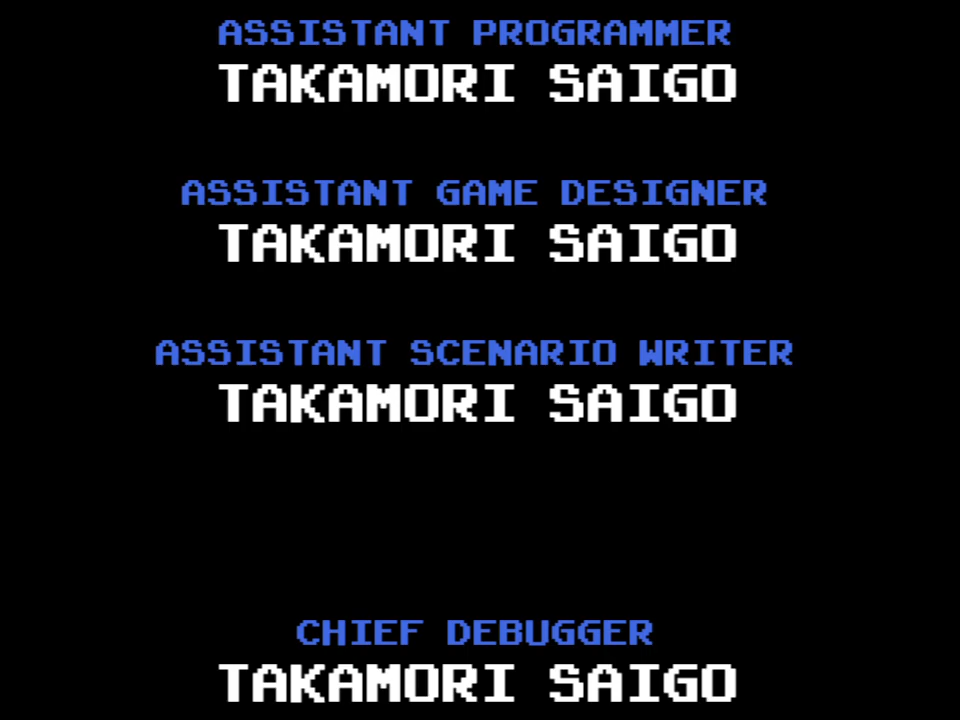 ASSISTANT PROGRAMMER
TAKAMORI SAIGO
ASSISTANT GAME DESIGNER
TAKAMORI SAIGO
ASSISTANT SCENARIO WRITER
TAKAMORI SAIGO
CHIEF DEBUGGER
TAKAMORI SAIGO